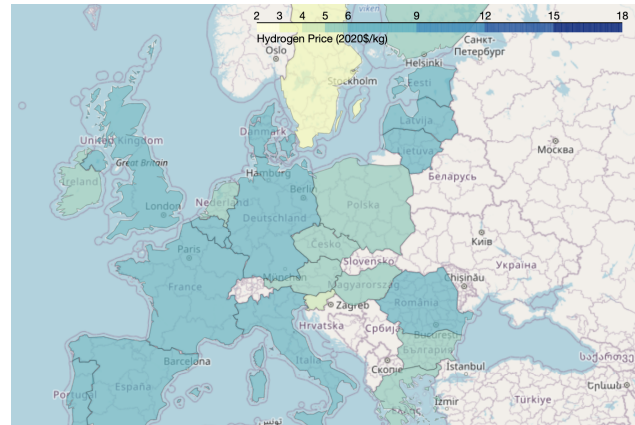 2 3 4 5 6 9 12 15 18
Hydrogen Price (2020$/kg)
viken
Oslo
Stockholm
Helsinki
Санкт-
Петербург
Eesti
Latvija
Lietuva
Москва
Беларусь
Danmark
United Kingdom
Great Britain
Ireland
London
Nederland
Hamburg
Berlin
Deutschland
Polska
Česko
Київ
Україна
Paris
France
München
Slovensko
Magyarország
Chișinău
România
București
Zagreb
Hrvatska
Србија
България
Скопје
İstanbul
Barcelona
Italia
Portugal
España
Ελλάς
İzmir
Türkiye
تونس